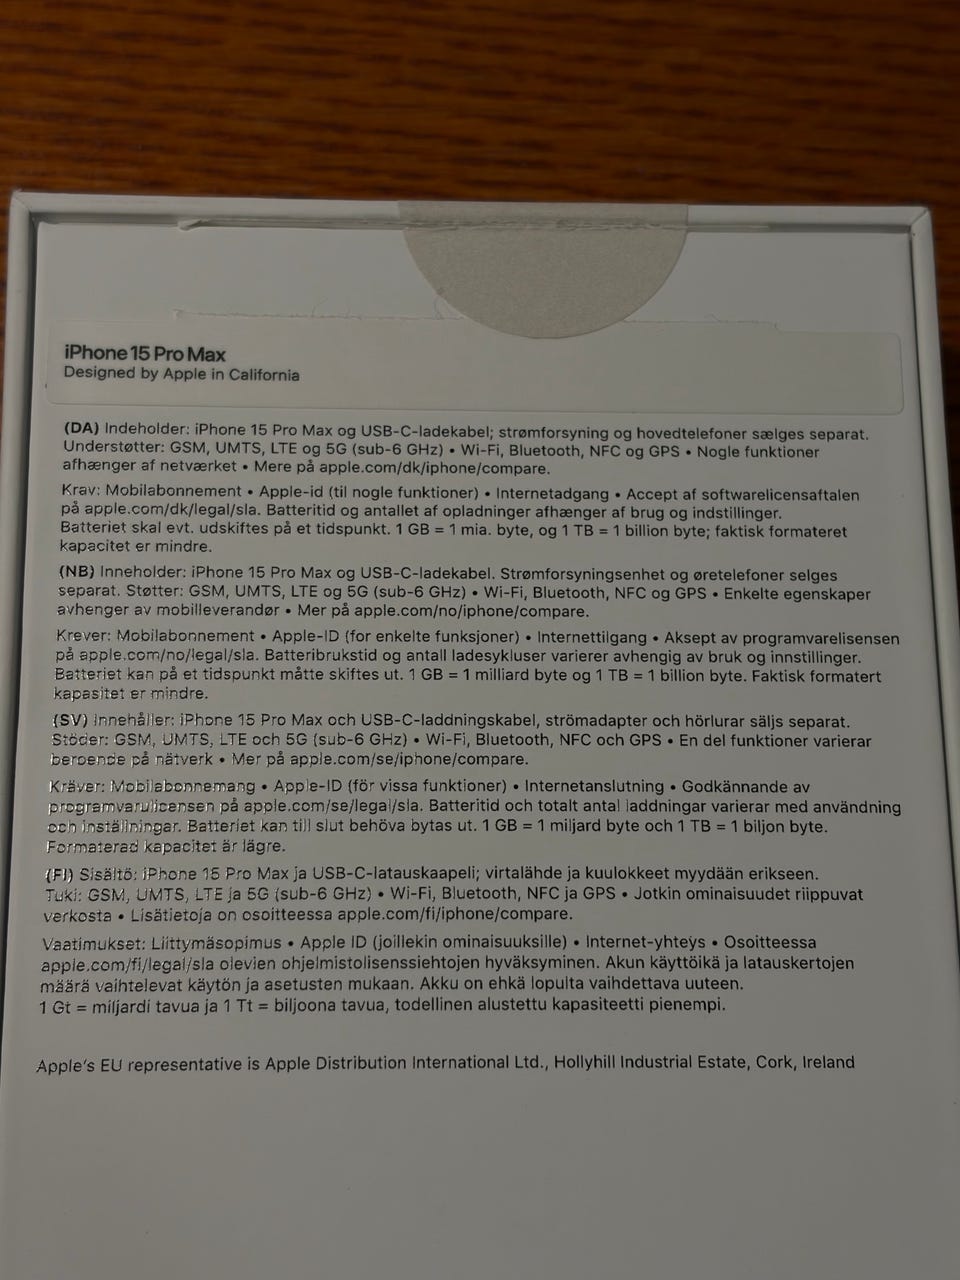 iPhone 15 Pro Max
Designed by Apple in California
(DA) Indeholder: iPhone 15 Pro Max og USB-C-ladekabel; strømforsyning og hovedtelefoner sælges separat.
Understøtter: GSM, UMTS, LTE og 5G (sub-6 GHz) • Wi-Fi, Bluetooth, NFC og GPS • Nogle funktioner
afhænger af netværket • Mere på apple.com/dk/iphone/compare.
Krav: Mobilabonnement • Apple-id (til nogle funktioner) • Internetadgang • Accept af softwarelicensaftalen
på apple.com/dk/legal/sla. Batteritid og antallet af opladninger afhænger af brug og indstillinger.
Batteriet skal evt. udskiftes på et tidspunkt. 1 GB = 1 mia. byte, og 1 TB = 1 billion byte; faktisk formateret
kapacitet er mindre.
(NB) Inneholder: iPhone 15 Pro Max og USB-C-ladekabel. Strømforsyningsenhet og øretelefoner selges
separat. Støtter: GSM, UMTS, LTE og 5G (sub-6 GHz) • Wi-Fi, Bluetooth, NFC og GPS • Enkelte egenskaper
avhenger av mobilleverandør • Mer på apple.com/no/iphone/compare.
Krever: Mobilabonnement • Apple-ID (for enkelte funksjoner) • Internettilgang • Aksept av programvarelisensen
på apple.com/no/legal/sla. Batteribrukstid og antall ladesykluser varierer avhengig av bruk og innstillinger.
Batteriet kan på et tidspunkt måtte skiftes ut. 1 GB = 1 milliard byte og 1 TB = 1 billion byte. Faktisk formatert
kapasitet er mindre.
(SV) Innehåller: iPhone 15 Pro Max och USB-C-laddningskabel, strömadapter och hörlurar säljs separat.
Stöder: GSM, UMTS, LTE och 5G (sub-6 GHz) • Wi-Fi, Bluetooth, NFC och GPS • En del funktioner varierar
beroende på nätverk • Mer på apple.com/se/iphone/compare.
Kräver: Mobilabonnemang • Apple-ID (för vissa funktioner) • Internetanslutning • Godkännande av
programvarulicensen på apple.com/se/legal/sla. Batteritid och totalt antal laddningar varierar med användning
och inställningar. Batteriet kan till slut behöva bytas ut. 1 GB = 1 miljard byte och 1 TB = 1 biljon byte.
Formaterad kapacitet är lägre.
(FI) Sisältö: iPhone 15 Pro Max ja USB-C-latauskaapeli; virtalähde ja kuulokkeet myydään erikseen.
Tuki: GSM, UMTS, LTE ja 5G (sub-6 GHz) • Wi-Fi, Bluetooth, NFC ja GPS • Jotkin ominaisuudet riippuvat
verkosta • Lisätietoja on osoitteessa apple.com/fi/iphone/compare.
Vaatimukset: Liittymäsopimus • Apple ID (joillekin ominaisuuksille) • Internet-yhteys • Osoitteessa
apple.com/fi/legal/sla olevien ohjelmistolisenssiehtojen hyväksyminen. Akun käyttöikä ja latauskertojen
määrä vaihtelevat käytön ja asetusten mukaan. Akku on ehkä lopulta vaihdettava uuteen.
1 Gt = miljardi tavua ja 1 Tt = biljoona tavua, todellinen alustettu kapasiteetti pienempi.
Apple's EU representative is Apple Distribution International Ltd., Hollyhill Industrial Estate, Cork, Ireland